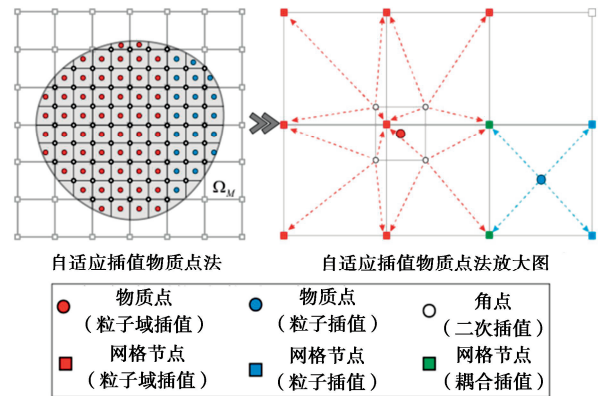 Ω_M
自适应插值物质点法
自适应插值物质点法放大图
物质点
（粒子域插值）
物质点
（粒子插值）
角点
（二次插值）
网格节点
（粒子域插值）
网格节点
（粒子插值）
网格节点
（耦合插值）